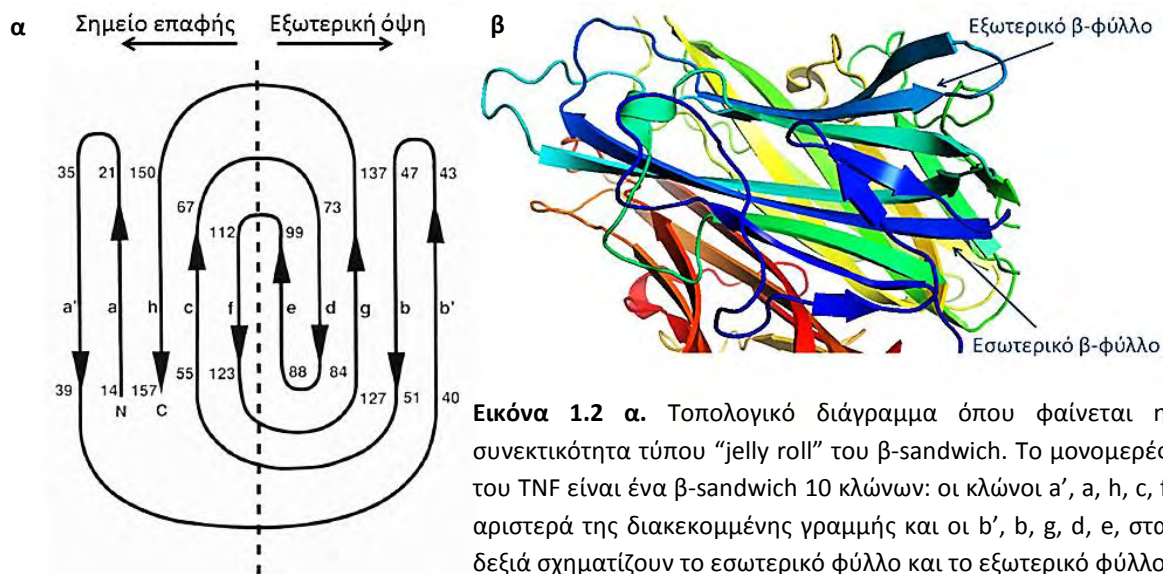 α
Σημείο επαφής
Εξωτερική όψη
35 21 150 137 47 43
67 73
112 99
a' a h c f e d g b b'
39 14 157 55 123 88 84 127 51 40
N C
β
Εξωτερικό β-φύλλο
Εσωτερικό β-φύλλο
Εικόνα 1.2 α. Τοπολογικό διάγραμμα όπου φαίνεται η
συνεκτικότητα τύπου “jelly roll” του β-sandwich. Το μονομερές
του TNF είναι ένα β-sandwich 10 κλώνων: οι κλώνοι a’, a, h, c, f
αριστερά της διακεκομμένης γραμμής και οι b’, b, g, d, e, στα
δεξιά σχηματίζουν το εσωτερικό φύλλο και το εξωτερικό φύλλο